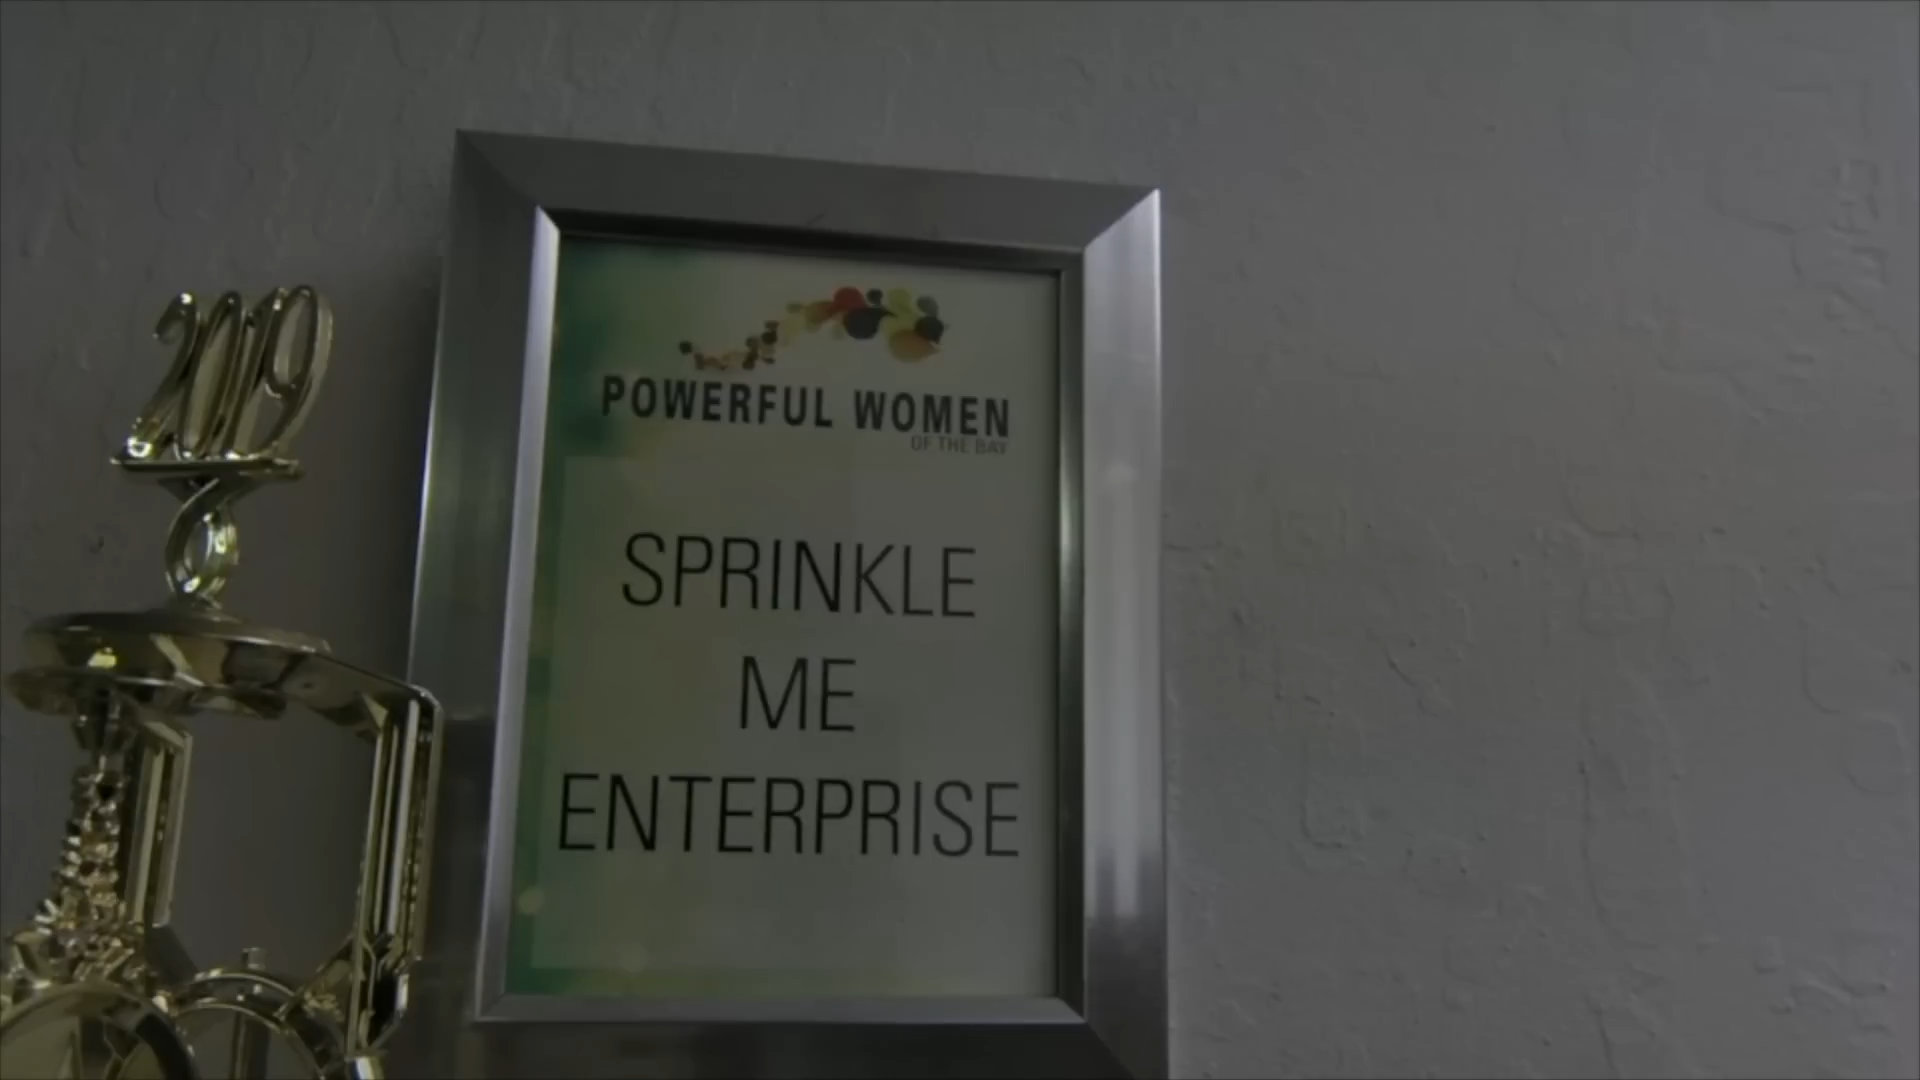 2019
POWERFUL WOMEN
OF THE BAY
SPRINKLE
ME
ENTERPRISE